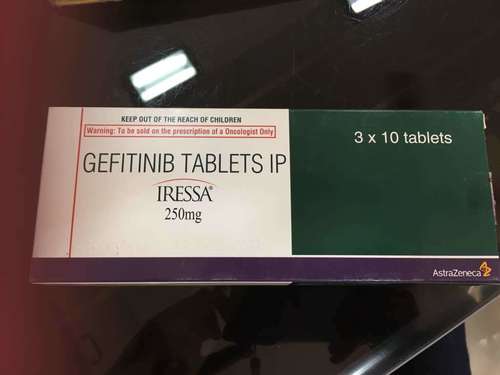 KEEP OUT OF THE REACH OF CHILDREN
Warning: To be sold on the prescription of a Oncologist Only
GEFITINIB TABLETS IP
IRESSA®
250mg
3 x 10 tablets
AstraZeneca